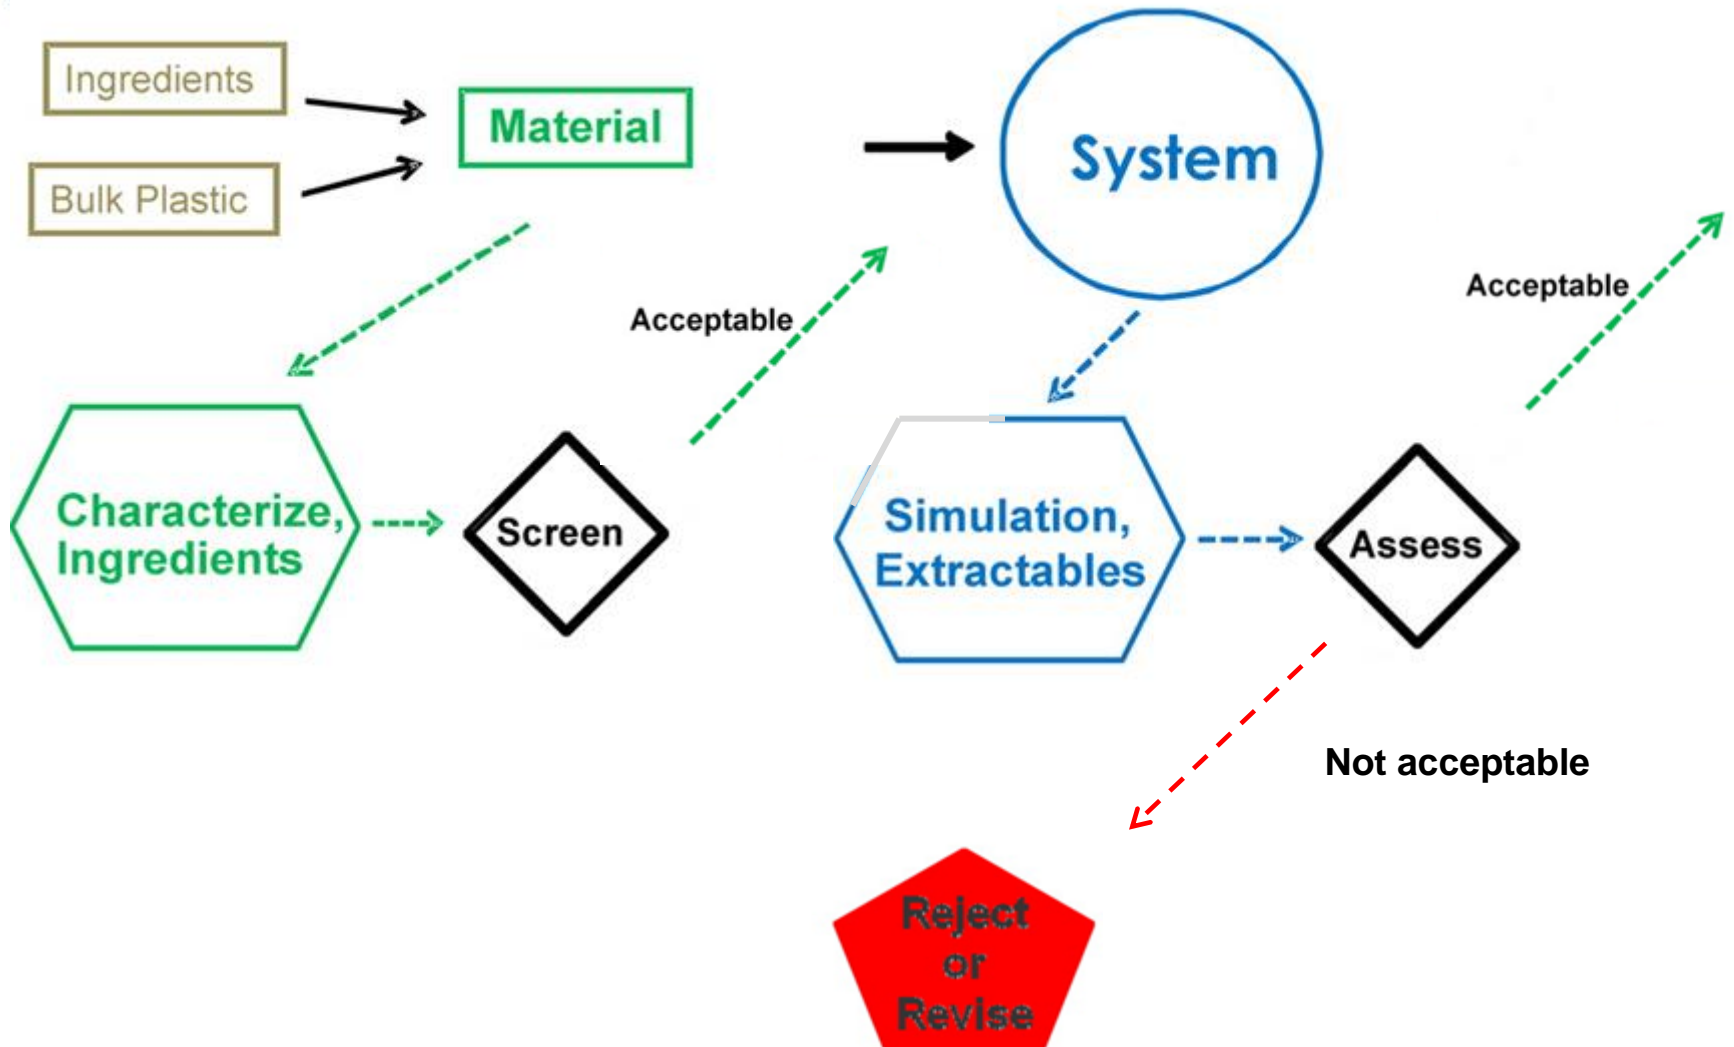 Ingredients
Bulk Plastic
Material
System
Acceptable
Acceptable
Characterize,
Ingredients
Screen
Simulation,
Extractables
Assess
Not acceptable
Reject
or
Revise